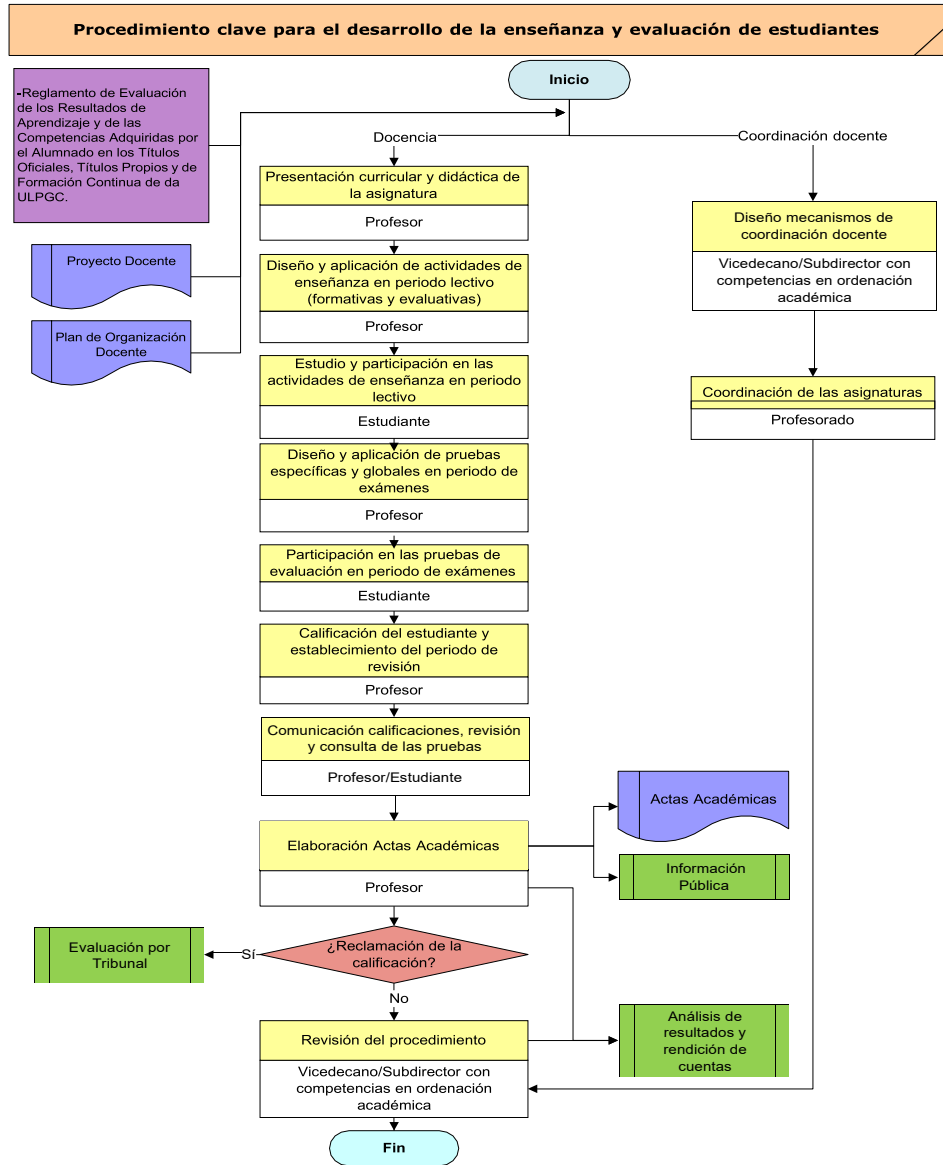 Procedimiento clave para el desarrollo de la enseñanza y evaluación de estudiantes
Inicio
-Reglamento de Evaluación
de los Resultados de
Aprendizaje y de las
Competencias Adquiridas por
el Alumnado en los Títulos
Oficiales, Títulos Propios y de
Formación Continua de da
ULPGC.
Proyecto Docente
Plan de Organización
Docente
Docencia
Coordinación docente
Presentación curricular y didáctica de
la asignatura
Profesor
Diseño y aplicación de actividades de
enseñanza en periodo lectivo
(formativas y evaluativas)
Profesor
Estudio y participación en las
actividades de enseñanza en periodo
lectivo
Estudiante
Diseño y aplicación de pruebas
específicas y globales en periodo de
exámenes
Profesor
Participación en las pruebas de
evaluación en periodo de exámenes
Estudiante
Calificación del estudiante y
establecimiento del periodo de
revisión
Profesor
Comunicación calificaciones, revisión
y consulta de las pruebas
Profesor/Estudiante
Elaboración Actas Académicas
Profesor
Diseño mecanismos de
coordinación docente
Vicedecano/Subdirector con
competencias en ordenación
académica
Coordinación de las asignaturas
Profesorado
Actas Académicas
Información
Pública
¿Reclamación de la
calificación?
Sí
Evaluación por
Tribunal
No
Revisión del procedimiento
Vicedecano/Subdirector con
competencias en ordenación
académica
Análisis de
resultados y
rendición de
cuentas
Fin